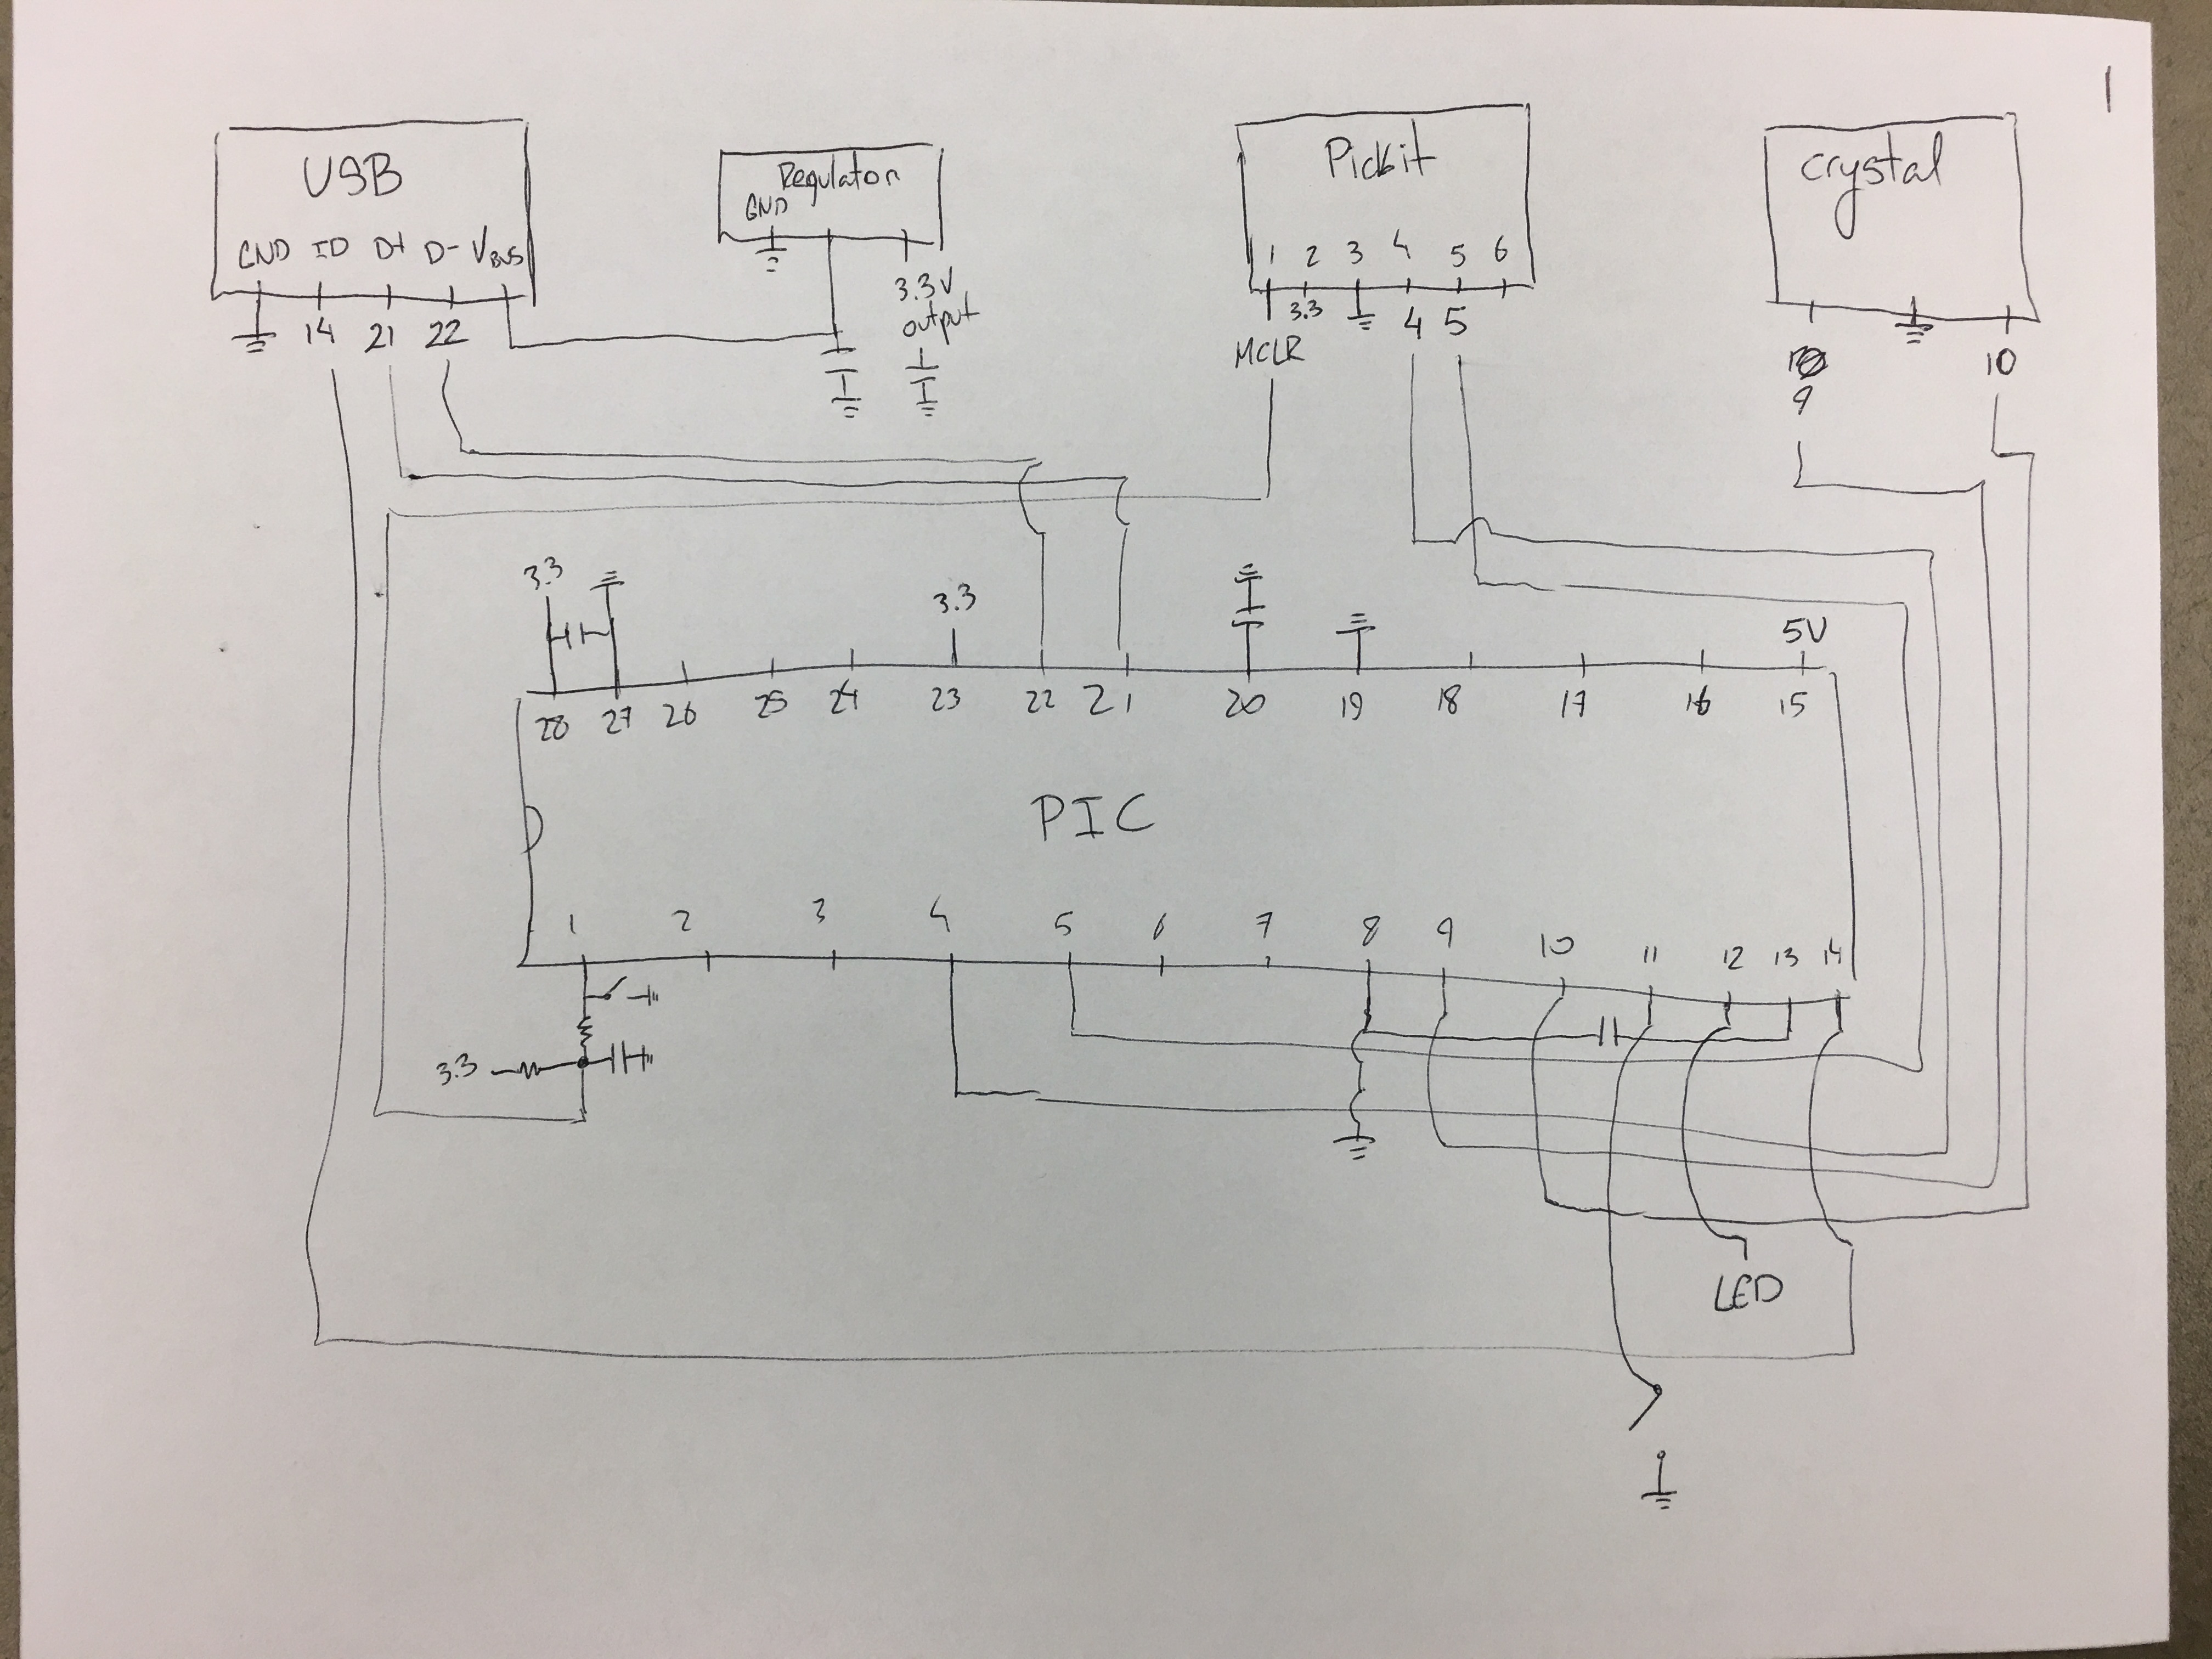 USB
GND ID D+ D- VBUS
14 21 22
Regulator
GND
3.3V
output
Pickit
1 2 3 4 5 6
MCLR 3.3 4 5
Crystal
9 10
3.3 3.3 5V
28 27 26 25 24 23 22 21 20 19 18 17 16 15
PIC
1 2 3 4 5 6 7 8 9 10 11 12 13 14
3.3
LED
1